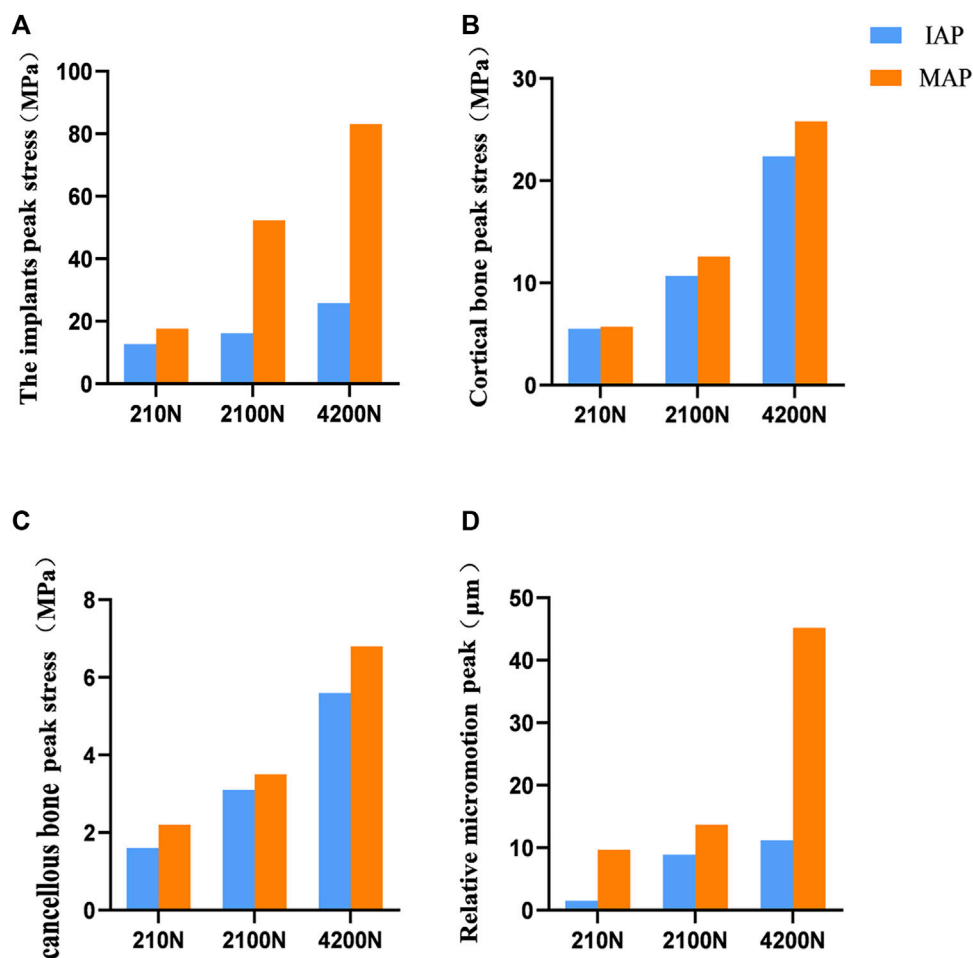 A
The implants peak stress（MPa）
100
80
60
40
20
0
210N 2100N 4200N
B
Cortical bone peak stress（MPa）
30
20
10
0
210N 2100N 4200N
IAP
MAP
C
cancellous bone peak stress（MPa）
8
6
4
2
0
210N 2100N 4200N
D
Relative micromotion peak（μm）
50
40
30
20
10
0
210N 2100N 4200N